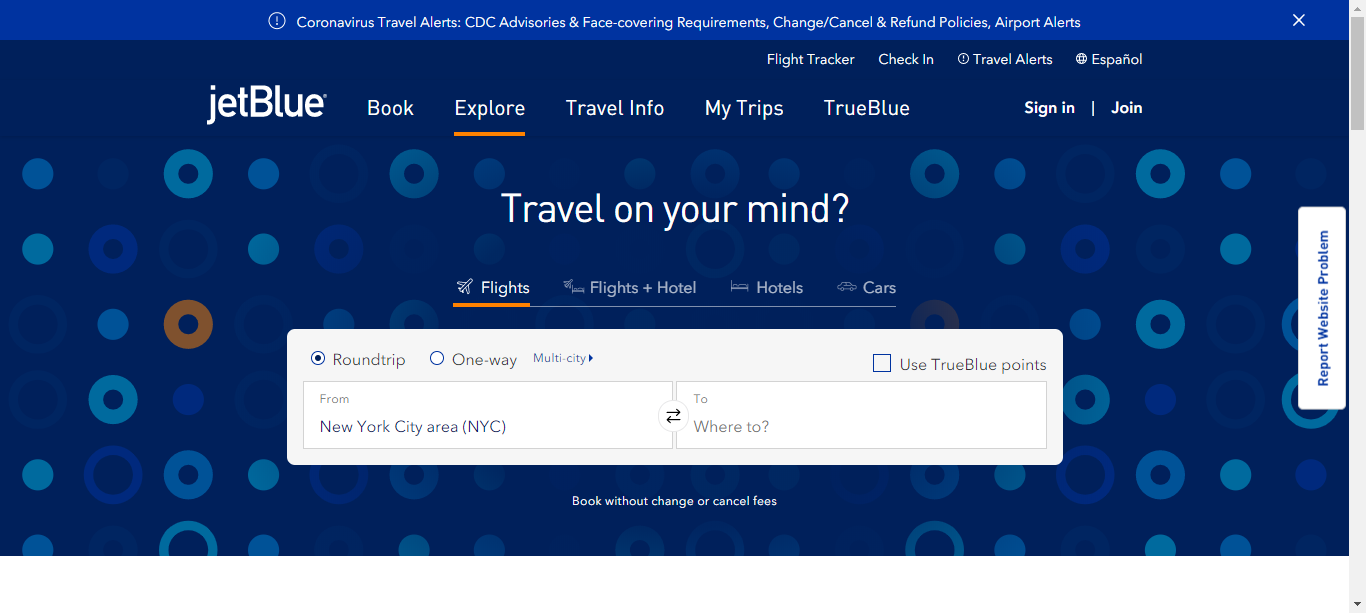 Coronavirus Travel Alerts: CDC Advisories & Face-covering Requirements, Change/Cancel & Refund Policies, Airport Alerts
Flight Tracker Check In Travel Alerts Español
jetBlue Book Explore Travel Info My Trips TrueBlue Sign in | Join
Travel on your mind?
Flights Flights + Hotel Hotels Cars
Roundtrip One-way Multi-city Use TrueBlue points
From To
New York City area (NYC) Where to?
Book without change or cancel fees
Report Website Problem